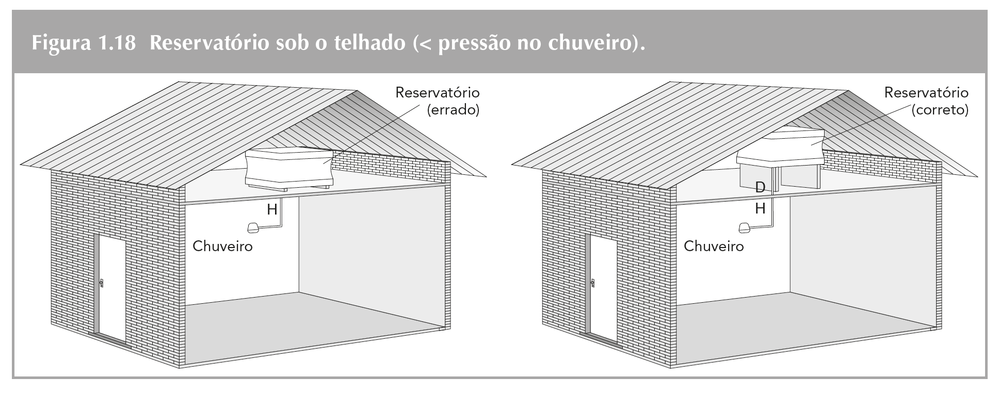 Figura 1.18 Reservatório sob o telhado (< pressão no chuveiro).
Reservatório
(errado)
H
Chuveiro
Reservatório
(correto)
D
H
Chuveiro